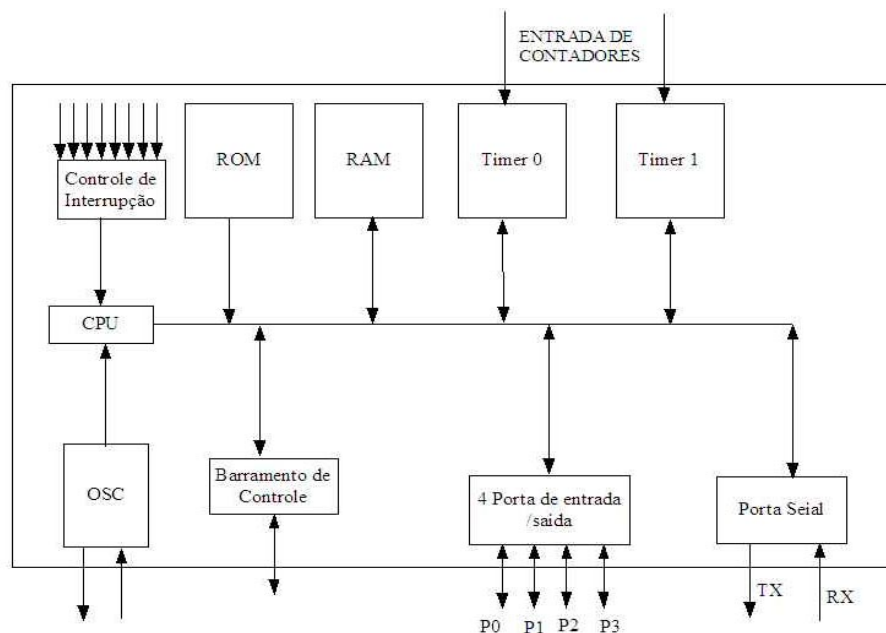 ENTRADA DE
CONTADORES
Controle de
Interrupção
ROM
RAM
Timer 0
Timer 1
CPU
OSC
Barramento de
Controle
4 Porta de entrada
/saída
Porta Seial
P0
P1
P2
P3
TX
RX